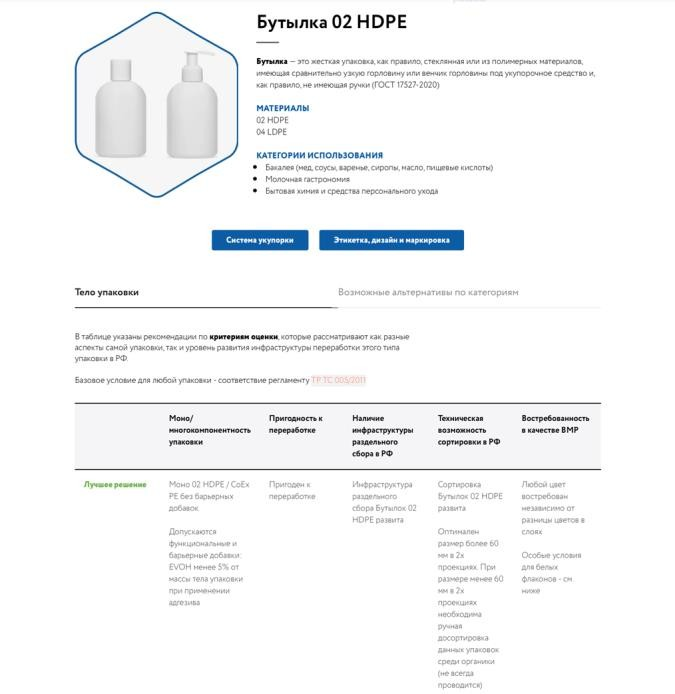 Бутылка 02 HDPE
Бутылка — это жесткая упаковка, как правило, стеклянная или из полимерных материалов,
имеющая сравнительно узкую горловину или венчик горловины под укупорочное средство и,
как правило, не имеющая ручки (ГОСТ 17527-2020)
МАТЕРИАЛЫ
02 HDPE
04 LDPE
КАТЕГОРИИ ИСПОЛЬЗОВАНИЯ
Бакалея (мед, соусы, варенье, сиропы, масло, пищевые кислоты)
Молочная гастрономия
Бытовая химия и средства персонального ухода
Система укупорки
Этикетка, дизайн и маркировка
Тело упаковки
Возможные альтернативы по категориям
В таблице указаны рекомендации по критериям оценки, которые рассматривают как разные
аспекты самой упаковки, так и уровень развития инфраструктуры переработки этого типа
упаковки в РФ.
Базовое условие для любой упаковки - соответствие регламенту ТР ТС 005/2011
Моно/
многокомпонентность
упаковки
Пригодность к
переработке
Наличие
инфраструктуры
раздельного
сбора в РФ
Техническая
возможность
сортировки в РФ
Востребованность
в качестве ВМР
Лучшее решение
Моно 02 HDPE / CoEx
PE без барьерных
добавок
Допускаются
функциональные и
барьерные добавки:
EVOH менее 5% от
массы тела упаковки
при применении
адгезива
Пригоден к
переработке
Инфраструктура
раздельного
сбора Бутылок 02
HDPE развита
Сортировка
Бутылок 02 HDPE
развита
Оптимален
размер более 60
мм в 2х
проекциях. При
размере менее 60
мм в 2х
проекциях
необходима
ручная
досортировка
данных упаковок
среди органики
(не всегда
проводится)
Любой цвет
востребован
независимо от
разницы цветов в
слоях
Особые условия
для белых
флаконов - см.
ниже